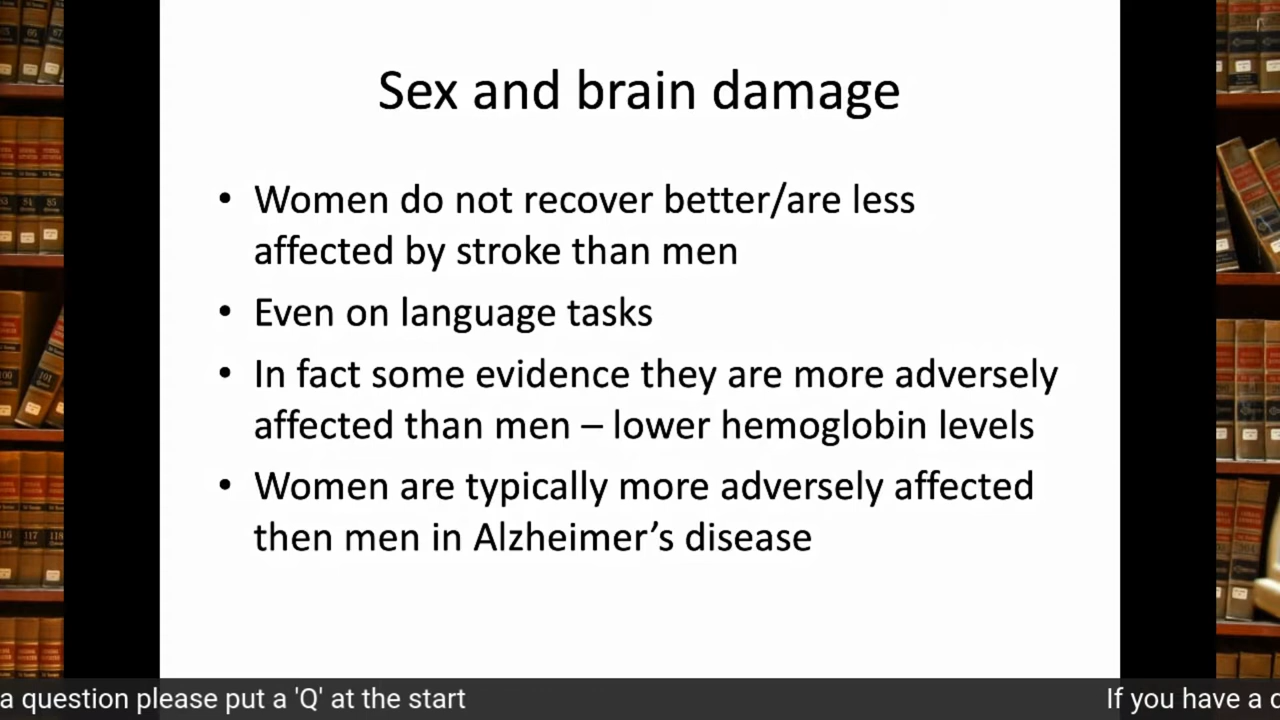 Sex and brain damage
• Women do not recover better/are less
affected by stroke than men
• Even on language tasks
• In fact some evidence they are more adversely
affected than men – lower hemoglobin levels
• Women are typically more adversely affected
then men in Alzheimer's disease
a question please put a 'Q' at the start
If you have a